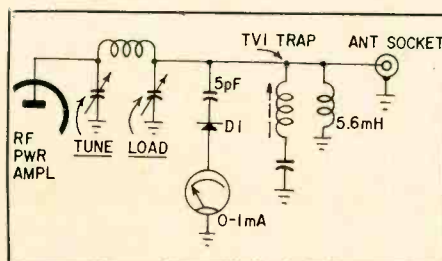 TVI TRAP
ANT SOCKET
5pF
D1
5.6mH
RF
PWR
AMPL
TUNE
LOAD
0-1mA